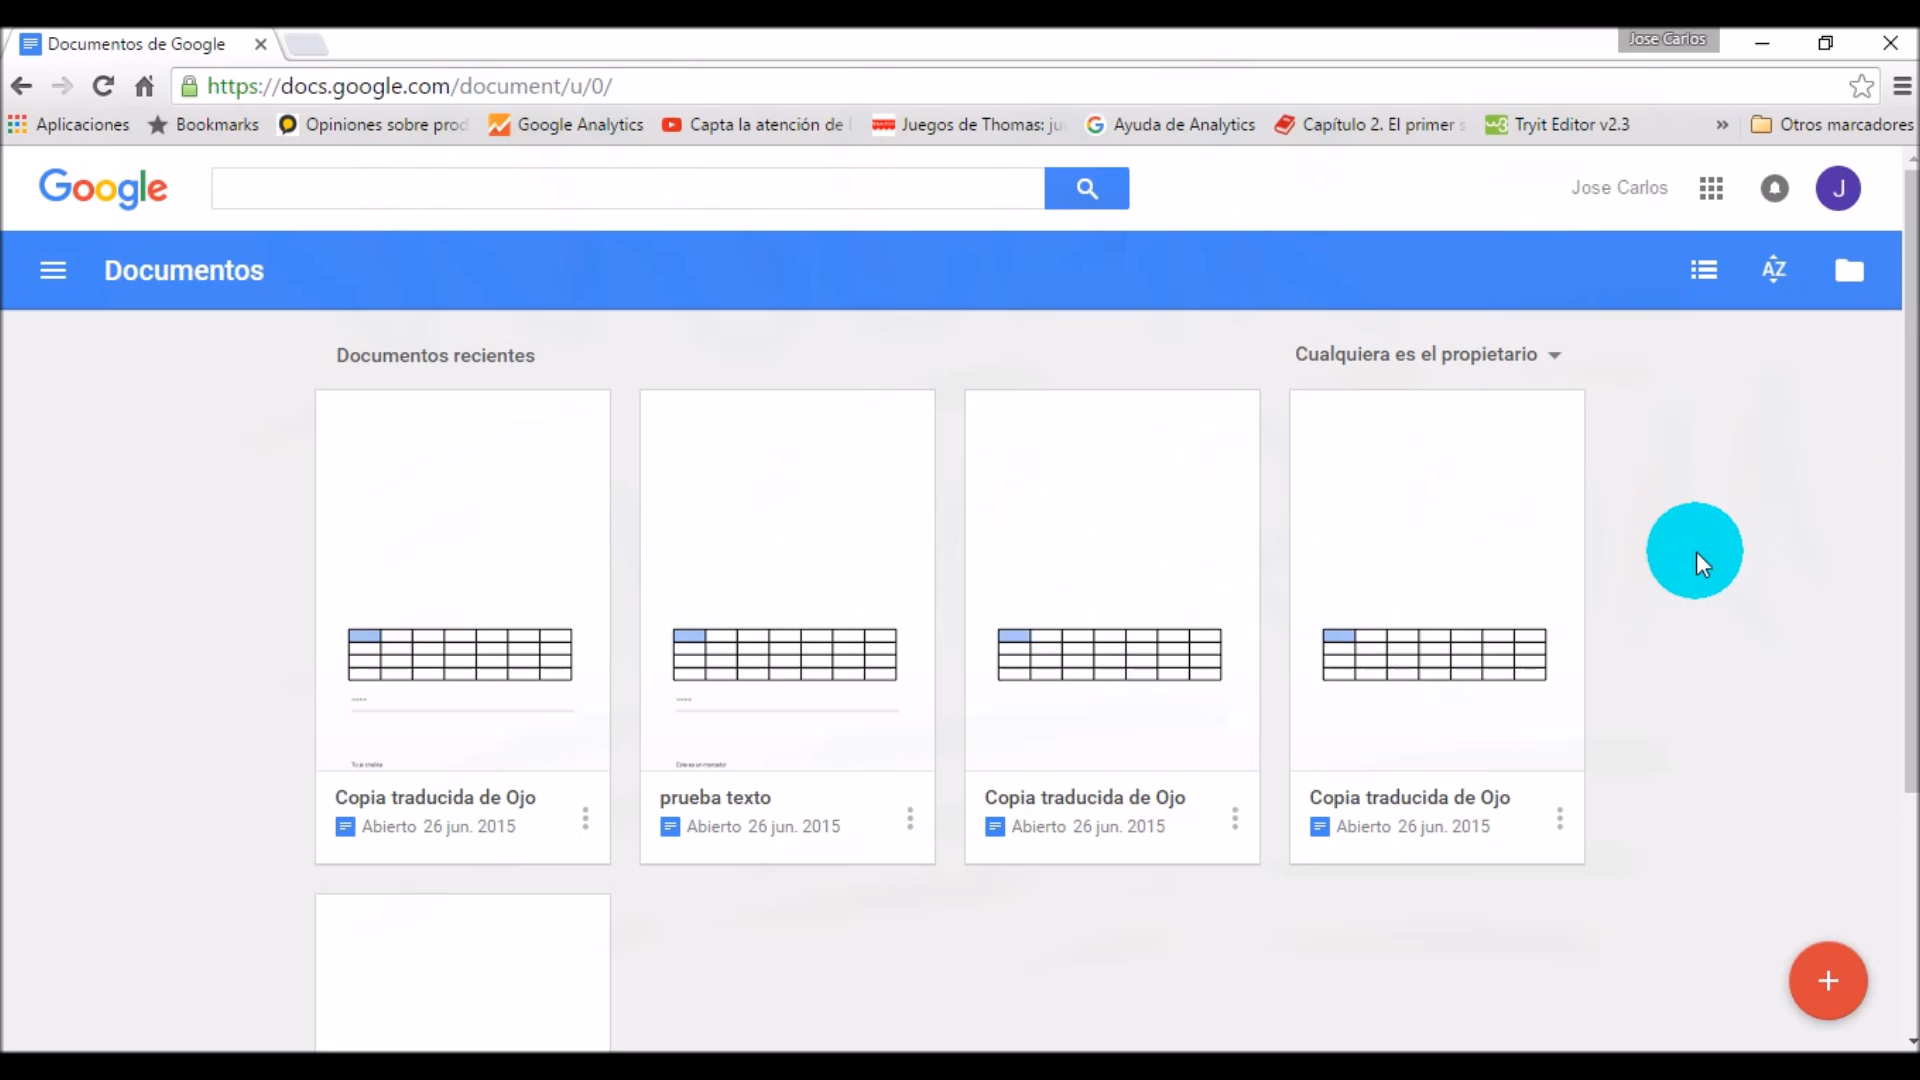 Documentos de Google
Jose Carlos
https://docs.google.com/document/u/0/
Aplicaciones Bookmarks Opiniones sobre prod Google Analytics Capta la atención de Juegos de Thomas: ju Ayuda de Analytics Capítulo 2. El primer s Tryit Editor v2.3 » Otros marcadores
Google
Jose Carlos
J
Documentos
AZ
Documentos recientes
Cualquiera es el propietario
Copia traducida de Ojo
Abierto 26 jun. 2015
prueba texto
Abierto 26 jun. 2015
Copia traducida de Ojo
Abierto 26 jun. 2015
Copia traducida de Ojo
Abierto 26 jun. 2015